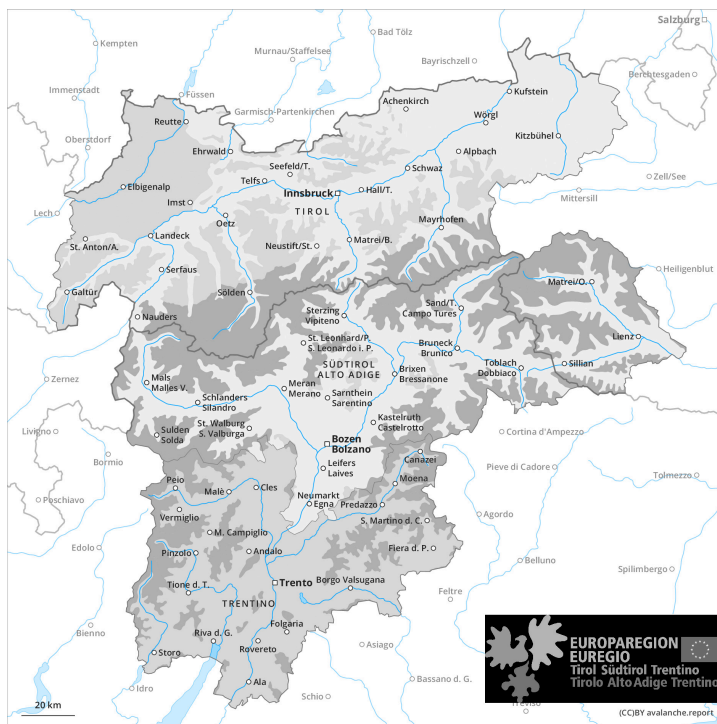 Salzburg
Kempten
Bad Tölz
Murnau/Staffelsee
Bayrischzell
Berchtesgaden
Immenstadt
Füssen
Kufstein
Achenkirch
Garmisch-Partenkirchen
Reutte
Wörgl
Oberstdorf
Kitzbühel
Ehrwald
Alpbach
Seefeld/T.
Schwaz
Zell/See
Telfs
Elbigenalp
Innsbruck
Hall/T.
Mittersill
Imst
TIROL
Lech
Oetz
Mayrhofen
Landeck
Matrei/B.
St. Anton/A.
Neustift/St.
Serfaus
Heiligenblut
Matrei/O.
Galtür
Sölden
Sand/T.
Campo Tures
Nauders
Sterzing
Vipiteno
Lienz
St. Leonhard/P.
S. Leonardo i. P.
Bruneck
Brunico
SÜDTIROL
ALTO ADIGE
Toblach
Dobbiaco
Sillian
Brixen
Bressanone
Zernez
Mals
Malles V.
Meran
Merano
Sarnthein
Sarentino
Schlanders
Silandro
St. Walburg
S. Valburga
Kastelruth
Castelrotto
Livigno
Sulden
Solda
Cortina d'Ampezzo
Bozen
Bolzano
Bormio
Canazei
Pieve di Cadore
Leifers
Laives
Tolmezzo
Peio
Moena
Malè
Cles
Neumarkt
Egna
Poschiavo
Predazzo
Vermiglio
Agordo
S. Martino d. C.
M. Campiglio
Edolo
Fiera d. P.
Pinzolo
Andalo
Belluno
Trento
Borgo Valsugana
Spilimbergo
Tione d. T.
Feltre
TRENTINO
Folgaria
Bienno
Riva d. G.
Rovereto
Asiago
Storo
Ala
Bassano d. G.
Idro
Schio
EUROPAREGION
EUREGIO
Tirol Südtirol Trentino
Tirolo Alto Adige Trentino
20 km
Treviso
(CC)BY avalanche.report